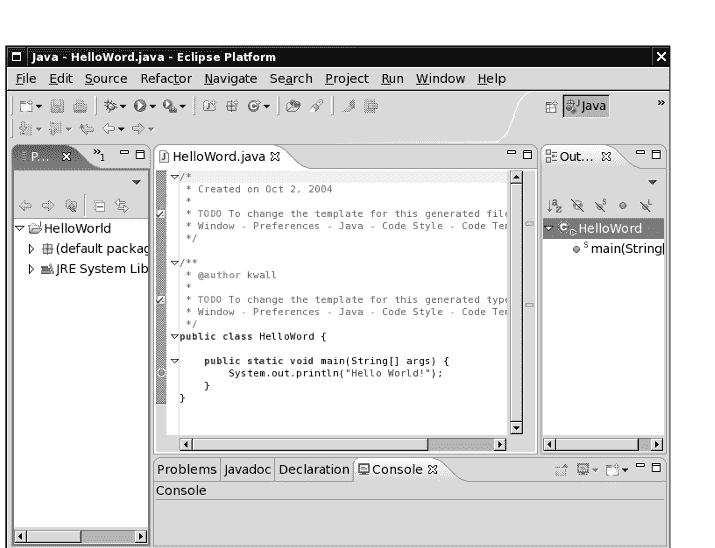 Java - HelloWord.java - Eclipse Platform
File Edit Source Refactor Navigate Search Project Run Window Help
Java »
P... »1
HelloWord.java
Out...
HelloWorld
(default packag
JRE System Lib
/*
* Created on Oct 2, 2004
*
* TODO To change the template for this generated file
* Window - Preferences - Java - Code Style - Code Ter
*/
/**
* @author kwall
*
* TODO To change the template for this generated type
* Window - Preferences - Java - Code Style - Code Ter
*/
public class HelloWord {
public static void main(String[] args) {
System.out.println("Hello World!");
}
}
HelloWord
main(String[
Problems Javadoc Declaration Console
Console